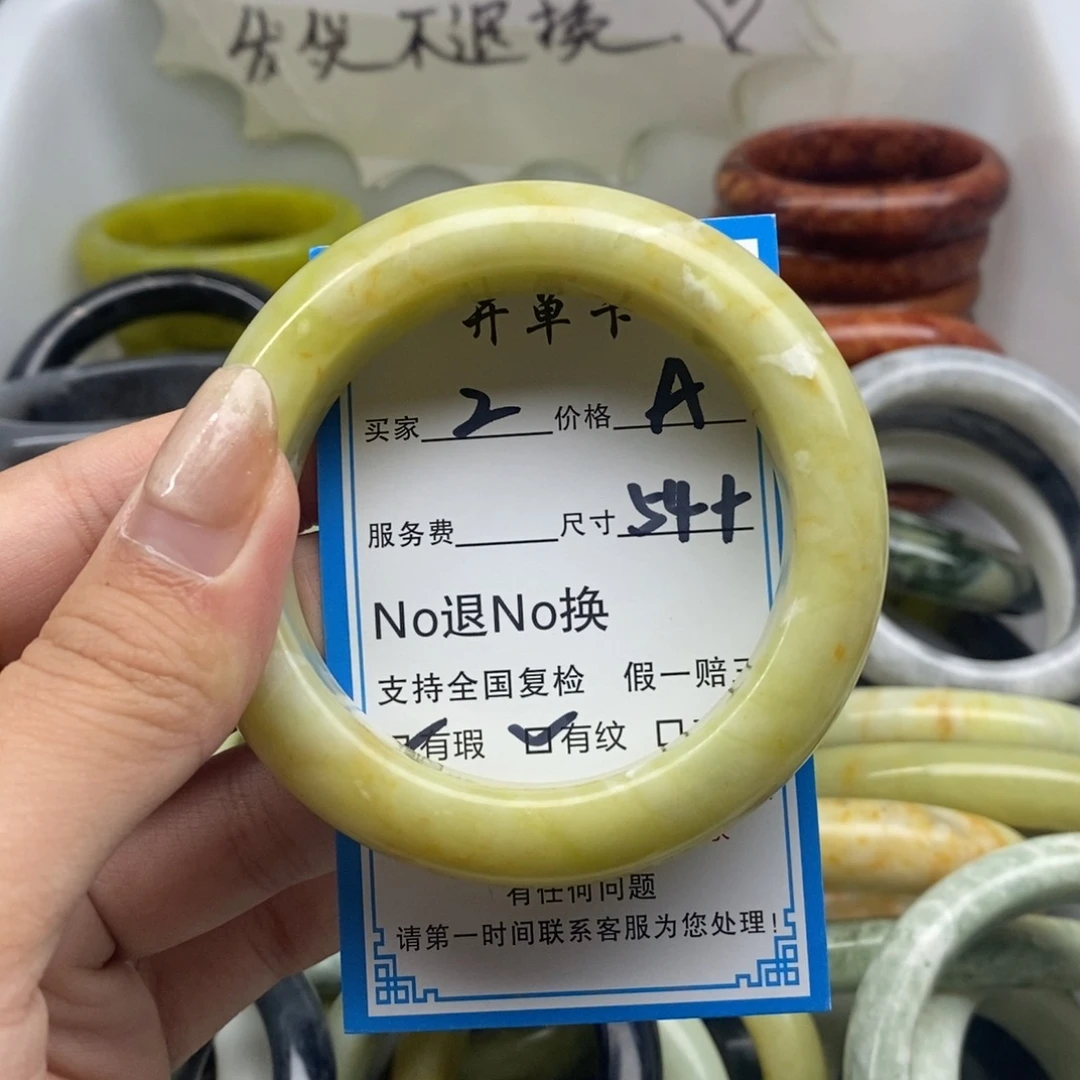 发货不退换
开单卡
买家 2 价格 A
服务费 尺寸 54++
No退No换
支持全国复检 假一赔
有瑕 有纹
有任何问题
请第一时间联系客服为您处理!